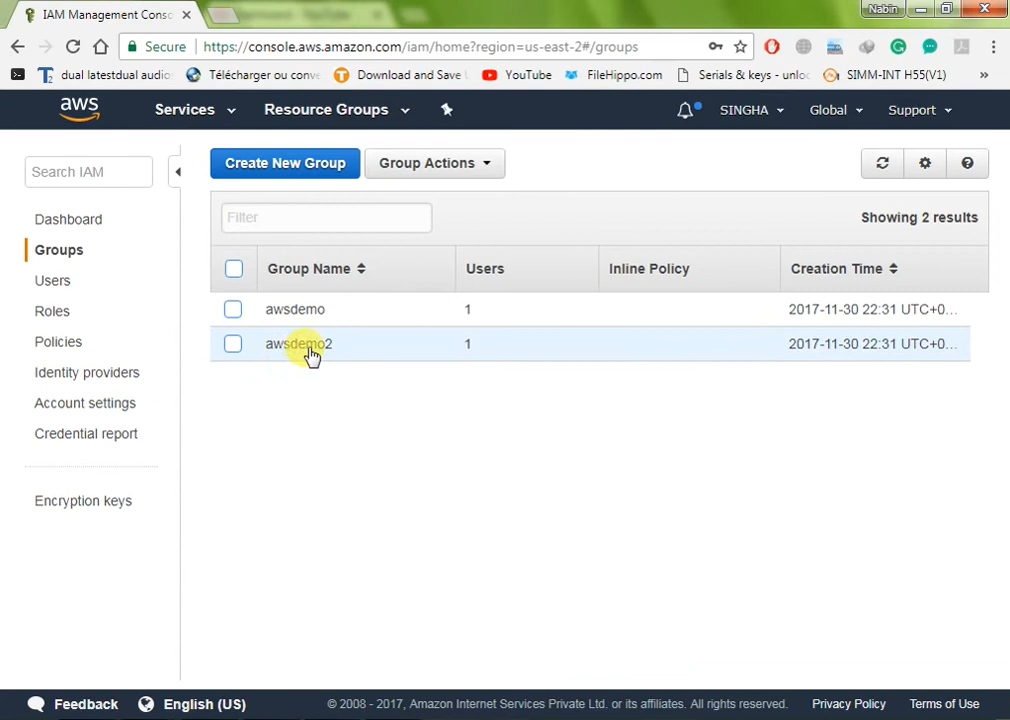 IAM Management Conso
Nabin
Secure
https://console.aws.amazon.com/iam/home?region=us-east-2#/groups
dual latestdual audio
Télécharger ou conve
Download and Save
YouTube
FileHippo.com
Serials & keys - unloc
SIMM-INT H55(V1)
»
aws
Services
Resource Groups
SINGHA
Global
Support
Search IAM
Create New Group
Group Actions
Dashboard
Groups
Users
Roles
Policies
Identity providers
Account settings
Credential report
Encryption keys
Filter
Showing 2 results
Group Name
Users
Inline Policy
Creation Time
awsdemo
1
2017-11-30 22:31 UTC+0...
awsdemo2
1
2017-11-30 22:31 UTC+0...
Feedback
English (US)
© 2008 - 2017, Amazon Internet Services Private Ltd. or its affiliates. All rights reserved.
Privacy Policy
Terms of Use